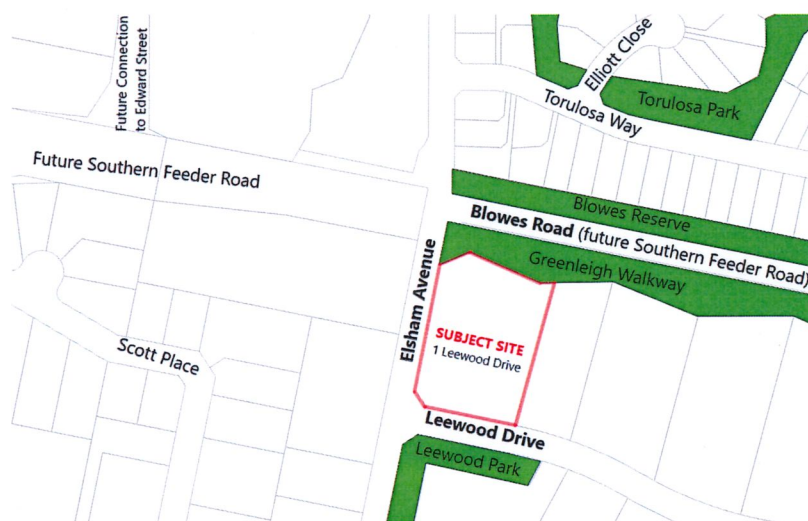 Future Connection
to Edward Street
Elliott Close
Torulosa Park
Torulosa Way
Future Southern Feeder Road
Blowes Reserve
Blowes Road (future Southern Feeder Road)
Greenleigh Walkway
Elsham Avenue
SUBJECT SITE
1 Leewood Drive
Scott Place
Leewood Drive
Leewood Park